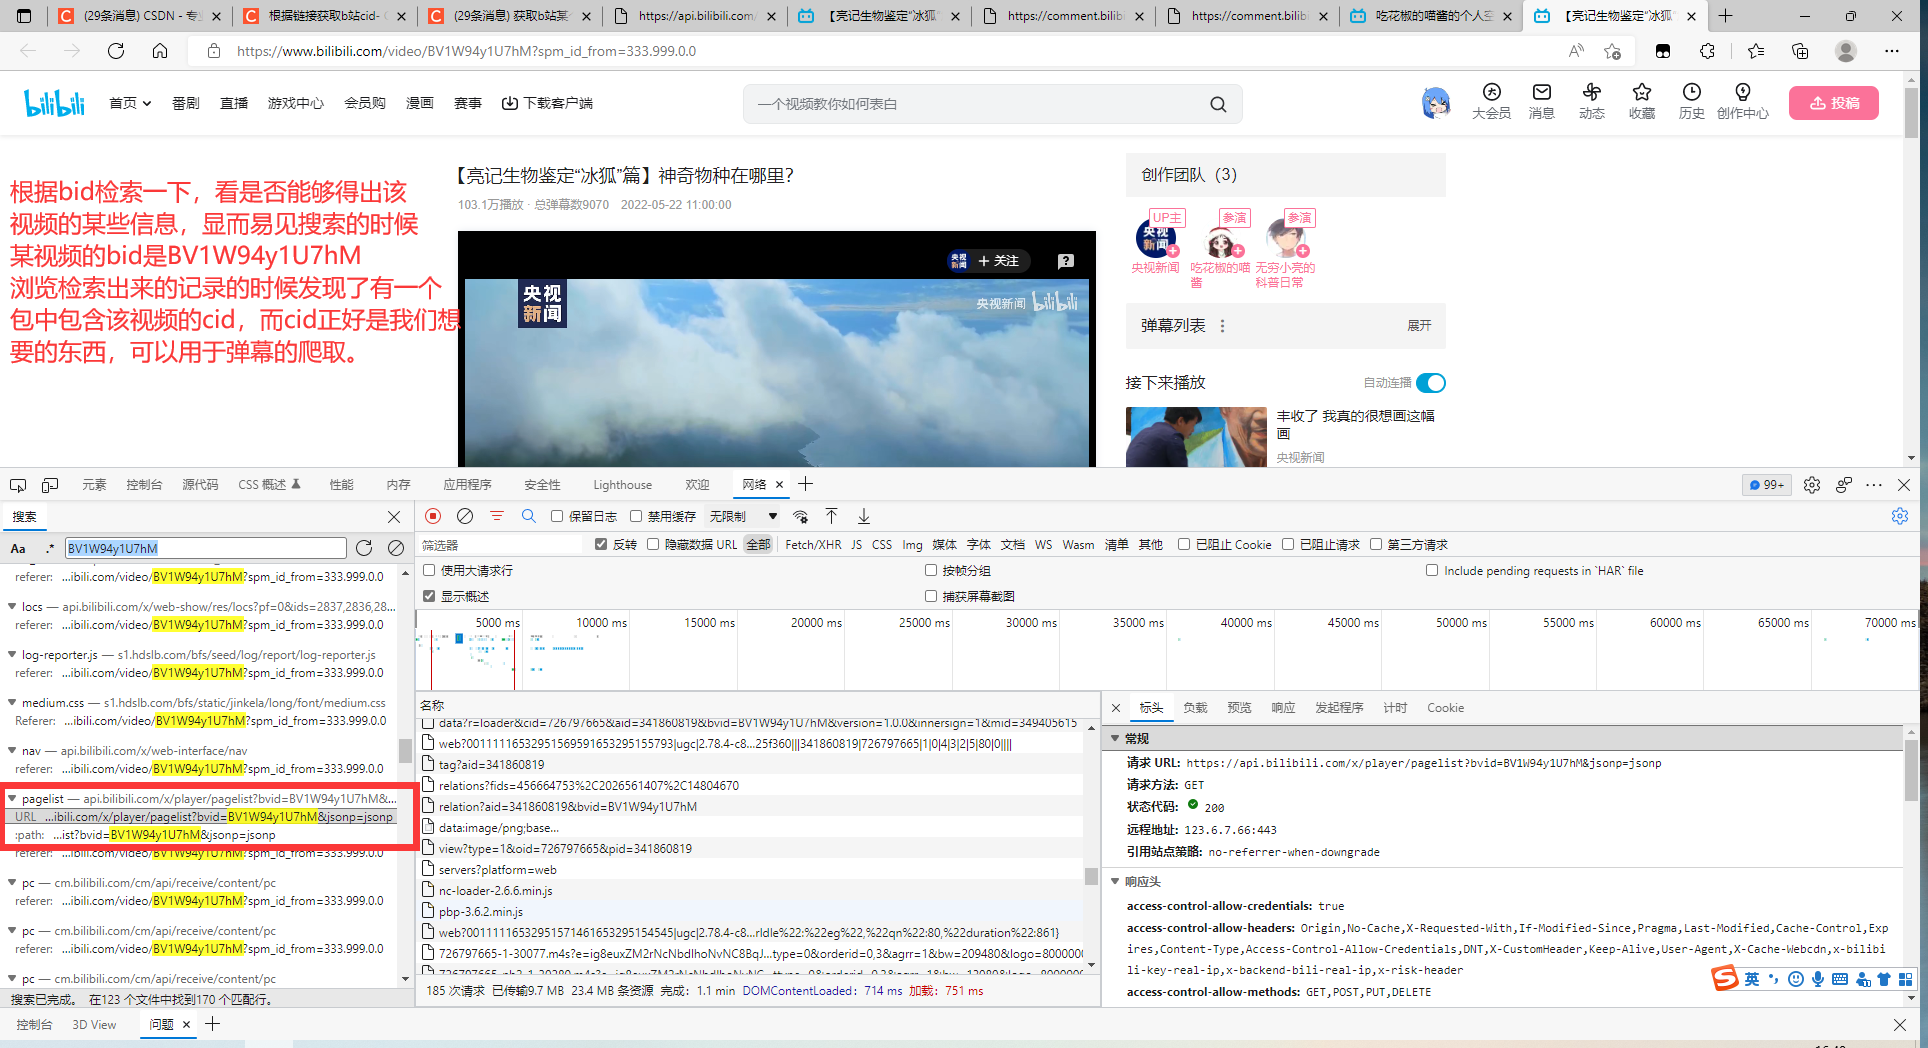 (29条消息) CSDN - 专
根据链接获取b站cid-
(29条消息) 获取b站某
https://api.bilibili.com/
【亮记生物鉴定“冰狐”
https://comment.bilib
https://comment.bilib
吃花椒的喵酱的个人空
【亮记生物鉴定“冰狐”
https://www.bilibili.com/video/BV1W94y1U7hM?spm_id_from=333.999.0.0
bilibili 首页 番剧 直播 游戏中心 会员购 漫画 赛事 下载客户端
一个视频教你如何表白
大会员 消息 动态 收藏 历史 创作中心 投稿
根据bid检索一下，看是否能够得出该
视频的某些信息，显而易见搜索的时候
某视频的bid是BV1W94y1U7hM
浏览检索出来的记录的时候发现了有一个
包中包含该视频的cid，而cid正好是我们想
要的东西，可以用于弹幕的爬取。
【亮记生物鉴定“冰狐”篇】神奇物种在哪里？
103.1万播放 · 总弹幕数9070 2022-05-22 11:00:00
央视新闻 + 关注
央视新闻
央视新闻 bilibili
创作团队（3）
UP主 参演 参演
央视新闻
央视新闻 吃花椒的喵酱 无穷小亮的科普日常
弹幕列表 展开
接下来播放 自动连播
丰收了 我真的很想画这幅
画
央视新闻
元素 控制台 源代码 CSS 概述 性能 内存 应用程序 安全性 Lighthouse 欢迎 网络 99+
搜索
保留日志 禁用缓存 无限制
Aa .* BV1W94y1U7hM
筛选器 反转 隐藏数据 URL 全部 Fetch/XHR JS CSS Img 媒体 字体 文档 WS Wasm 清单 其他 已阻止 Cookie 已阻止请求 第三方请求
使用大请求行 按帧分组 Include pending requests in `HAR` file
显示概述 捕获屏幕截图
5000 ms 10000 ms 15000 ms 20000 ms 25000 ms 30000 ms 35000 ms 40000 ms 45000 ms 50000 ms 55000 ms 60000 ms 65000 ms 70000 ms
referer: ...ibili.com/video/BV1W94y1U7hM?spm_id_from=333.999.0.0
locs — api.bilibili.com/x/web-show/res/locs?pf=0&ids=2837,2836,28...
referer: ...ibili.com/video/BV1W94y1U7hM?spm_id_from=333.999.0.0
log-reporter.js — s1.hdslb.com/bfs/seed/log/report/log-reporter.js
referer: ...ibili.com/video/BV1W94y1U7hM?spm_id_from=333.999.0.0
medium.css — s1.hdslb.com/bfs/static/jinkela/long/font/medium.css
Referer: ...ibili.com/video/BV1W94y1U7hM?spm_id_from=333.999.0.0
nav — api.bilibili.com/x/web-interface/nav
referer: ...ibili.com/video/BV1W94y1U7hM?spm_id_from=333.999.0.0
pagelist — api.bilibili.com/x/player/pagelist?bvid=BV1W94y1U7hM&...
URL ...ibili.com/x/player/pagelist?bvid=BV1W94y1U7hM&jsonp=jsonp
:path: ...ist?bvid=BV1W94y1U7hM&jsonp=jsonp
referer: ...ibili.com/video/BV1W94y1U7hM?spm_id_from=333.999.0.0
pc — cm.bilibili.com/cm/api/receive/content/pc
referer: ...ibili.com/video/BV1W94y1U7hM?spm_id_from=333.999.0.0
pc — cm.bilibili.com/cm/api/receive/content/pc
referer: ...ibili.com/video/BV1W94y1U7hM?spm_id_from=333.999.0.0
pc — cm.bilibili.com/cm/api/receive/content/pc
搜索已完成。 在123 个文件中找到170 个匹配行。
名称
data?r=loader&cid=726797665&aid=341860819&bvid=BV1W94y1U7hM&version=1.0.0&innersign=1&mid=349405615
web?0011111653295156959165329515​5793|ugc|2.78.4-c8...25f360|||341860819|726797665|1|0|4|3|2|5|80|0||||
tag?aid=341860819
relations?fids=456664753%2C2026561407%2C14804670
relation?aid=341860819&bvid=BV1W94y1U7hM
data:image/png;base...
view?type=1&oid=726797665&pid=341860819
servers?platform=web
nc-loader-2.6.6.min.js
pbp-3.6.2.min.js
web?0011111653295157146165329515​4545|ugc|2.78.4-c8...rIdle%22:%22eg%22,%22qn%22:80,%22duration%22:861}
726797665-1-30077.m4s?e=ig8euxZM2rNcNbdlhoNvNC8BqJ...type=0&orderid=0,3&agrr=1&bw=209480&logo=8000000
185 次请求 已传输9.7 MB 23.4 MB 条资源 完成：1.1 min DOMContentLoaded：714 ms 加载：751 ms
标头 负载 预览 响应 发起程序 计时 Cookie
常规
请求 URL: https://api.bilibili.com/x/player/pagelist?bvid=BV1W94y1U7hM&jsonp=jsonp
请求方法: GET
状态代码: 200
远程地址: 123.6.7.66:443
引用站点策略: no-referrer-when-downgrade
响应头
access-control-allow-credentials: true
access-control-allow-headers: Origin,No-Cache,X-Requested-With,If-Modified-Since,Pragma,Last-Modified,Cache-Control,Exp
ires,Content-Type,Access-Control-Allow-Credentials,DNT,X-CustomHeader,Keep-Alive,User-Agent,X-Cache-Webcdn,x-bilibi
li-key-real-ip,x-backend-bili-real-ip,x-risk-header
access-control-allow-methods: GET,POST,PUT,DELETE
英
控制台 3D View 问题